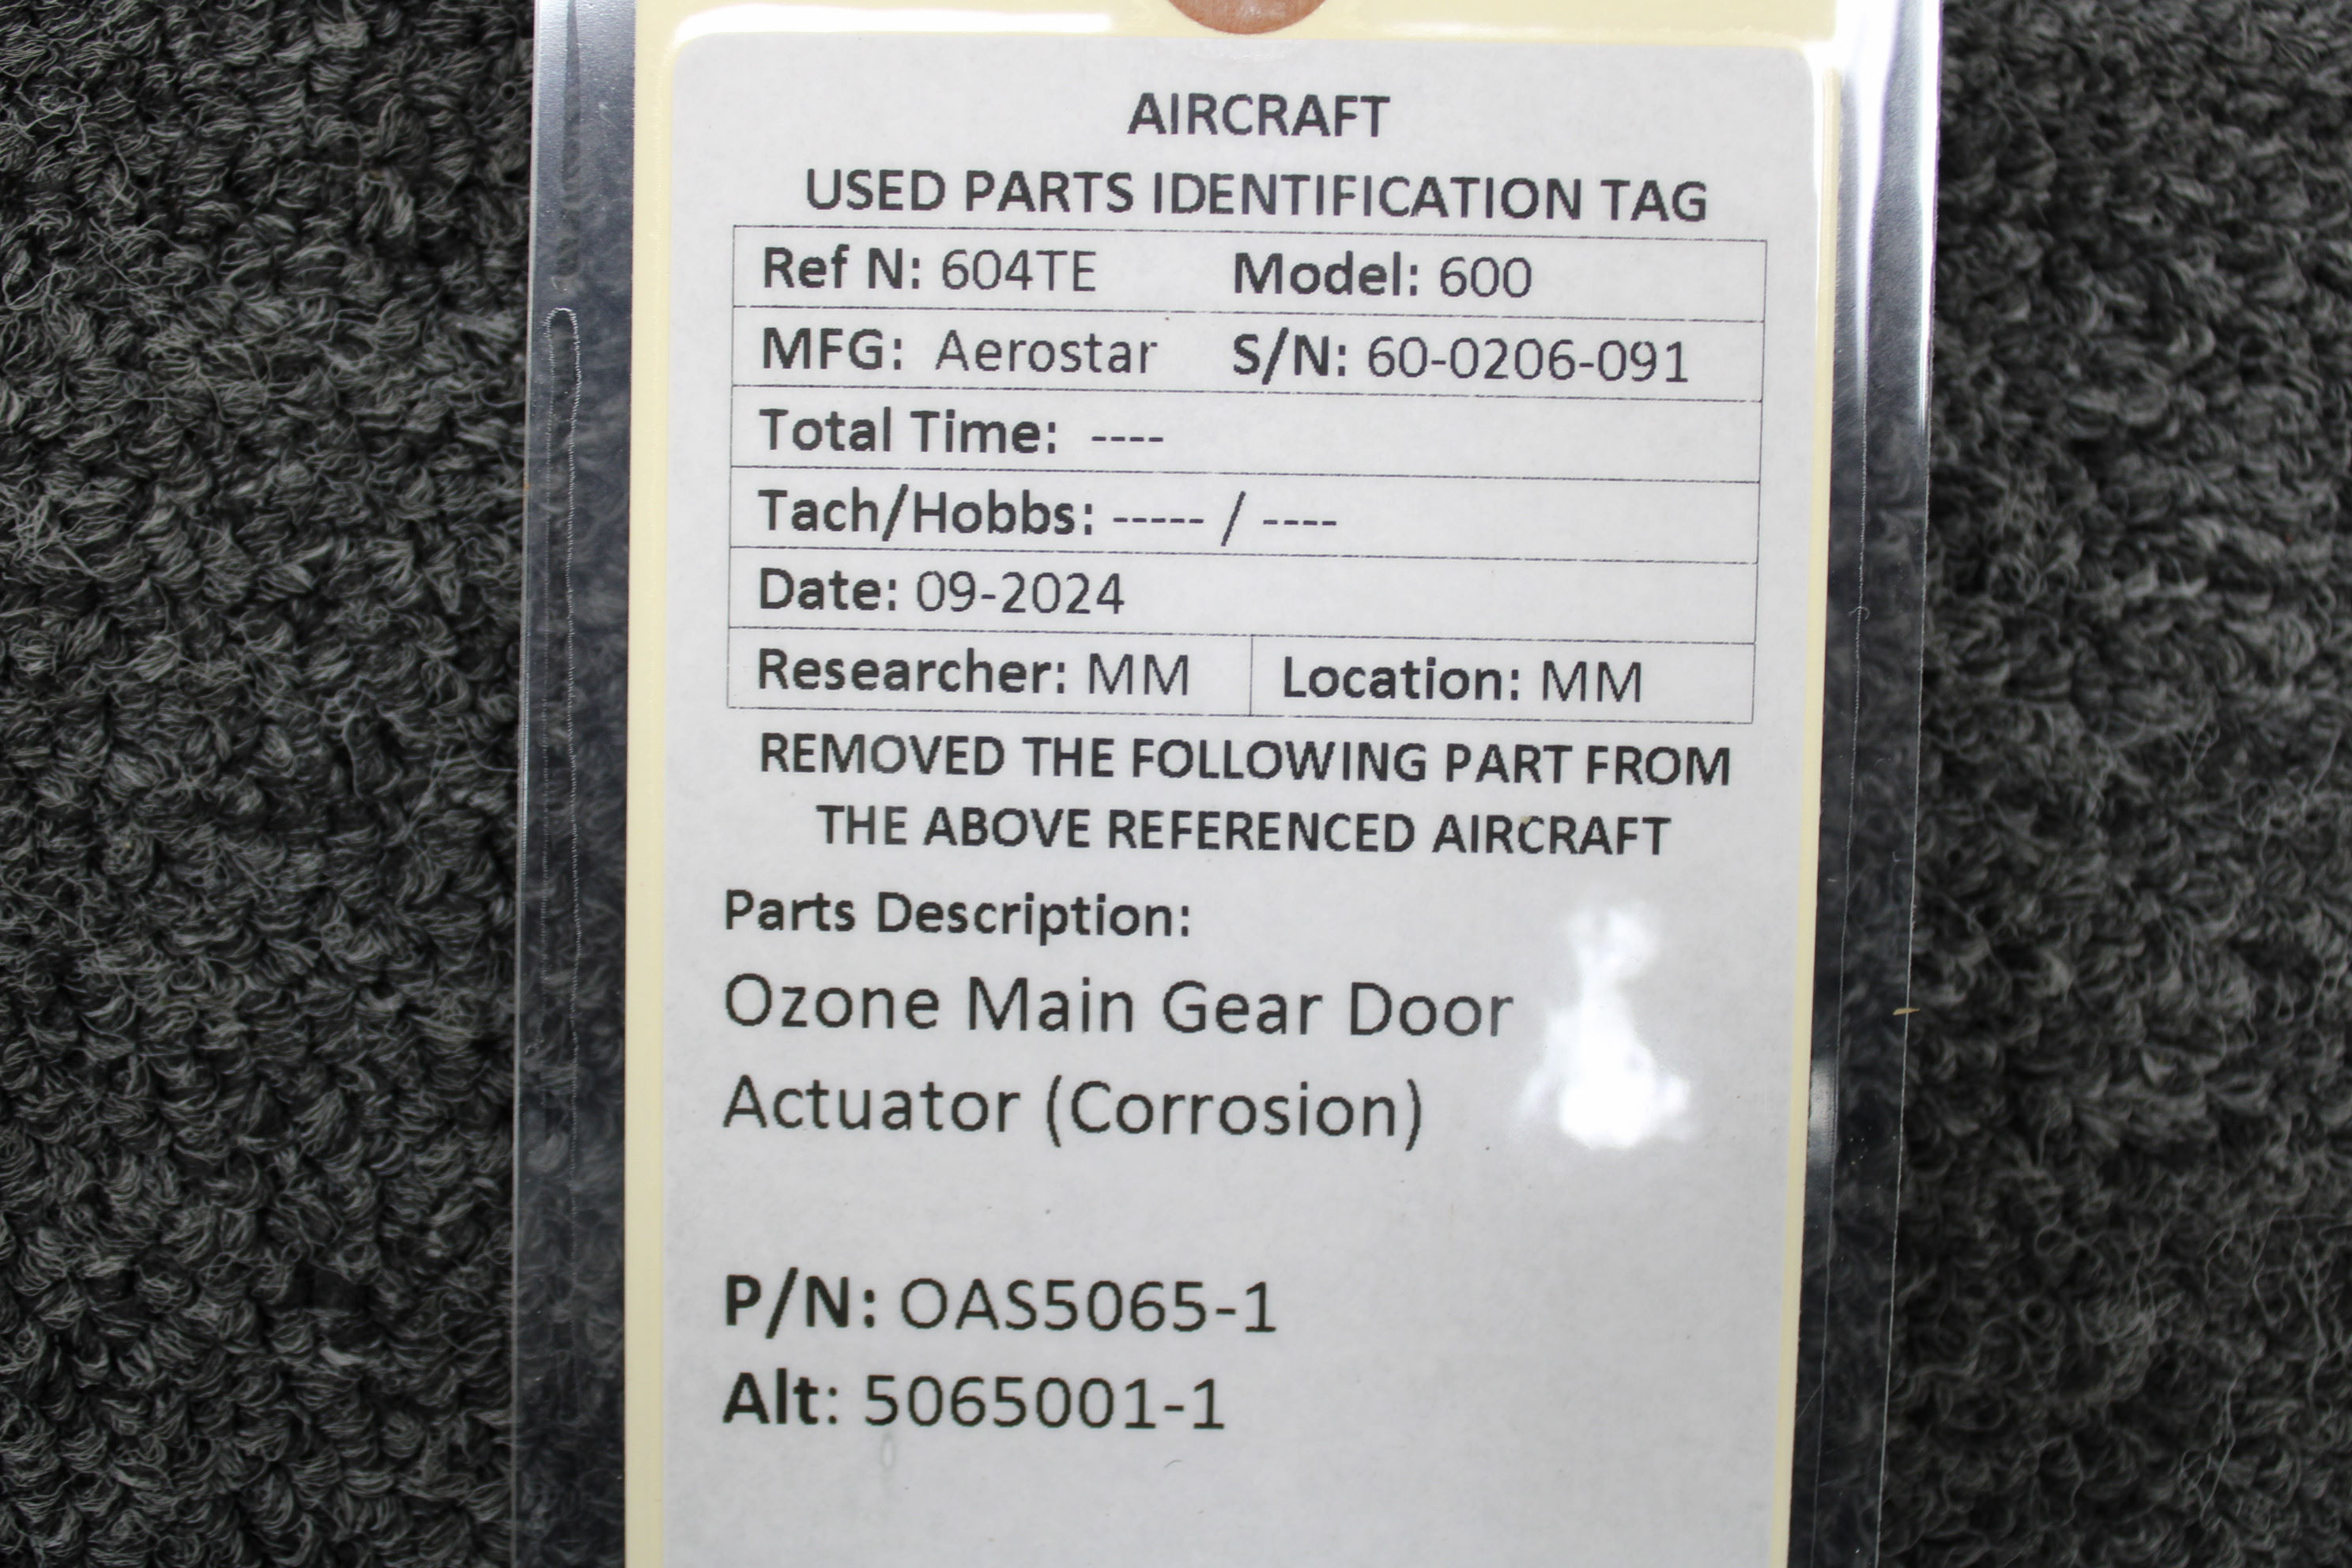 AIRCRAFT
USED PARTS IDENTIFICATION TAG
Ref N: 604TE Model: 600
MFG: Aerostar S/N: 60-0206-091
Total Time: ----
Tach/Hobbs: ----- / ----
Date: 09-2024
Researcher: MM Location: MM
REMOVED THE FOLLOWING PART FROM
THE ABOVE REFERENCED AIRCRAFT
Parts Description:
Ozone Main Gear Door
Actuator (Corrosion)
P/N: OAS5065-1
Alt: 5065001-1